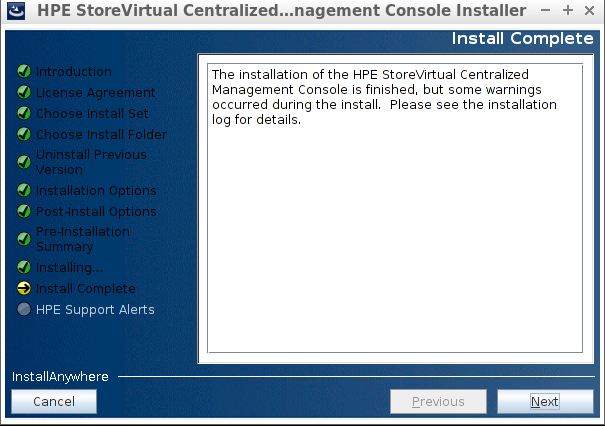 HPE StoreVirtual Centralized...nagement Console Installer
Install Complete
Introduction
License Agreement
Choose Install Set
Choose Install Folder
Uninstall Previous
Version
Installation Options
Post-Install Options
Pre-Installation
Summary
Installing...
Install Complete
HPE Support Alerts
The installation of the HPE StoreVirtual Centralized
Management Console is finished, but some warnings
occurred during the install.  Please see the installation
log for details.
InstallAnywhere
Cancel
Previous
Next